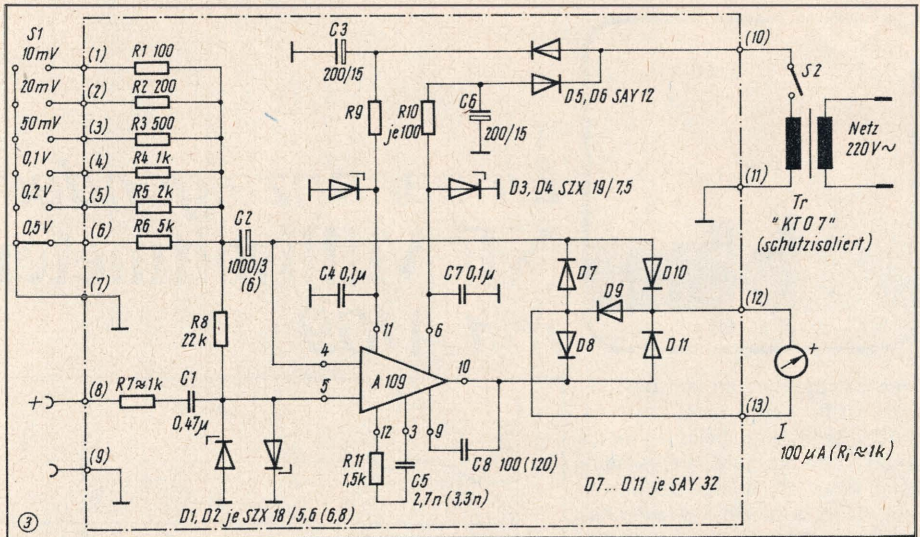 S1
10mV
(1)
R1 100
20mV
(2)
R2 200
50mV
(3)
R3 500
0,1V
(4)
R4 1k
0,2V
(5)
R5 2k
0,5V
(6)
R6 5k
(7)
C2
1000/3
(6)
R8
22k
(8)
R7≈1k
C1
0,47µ
+
(9)
D1, D2 je SZX 18/5,6 (6,8)
C3
200/15
R9
R10
je100
C6
200/15
D5, D6 SAY 12
D3, D4 SZX 19/7,5
C4 0,1µ
C7 0,1µ
11
6
4
5
A 109
10
12
3
9
R11
1,5k
C5
2,7n (3,3n)
C8 100 (120)
D7
D10
D9
D8
D11
D7...D11 je SAY 32
(10)
S2
Netz
220V~
(11)
Tr
"KT 0 7"
(schutzisoliert)
(12)
+
(13)
I
100µA (Ri≈1k)
3